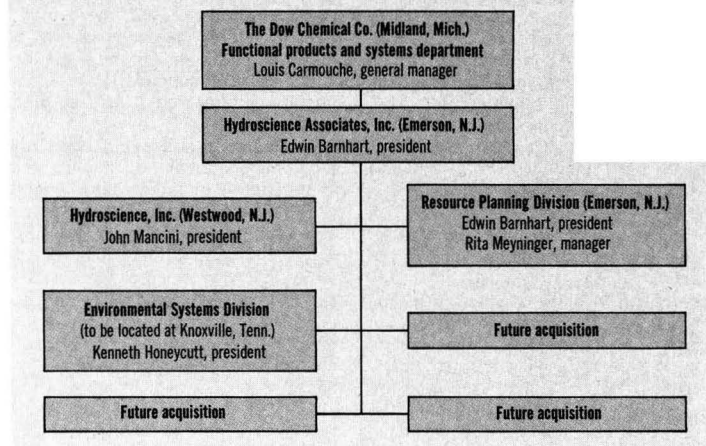 The Dow Chemical Co. (Midland, Mich.)
Functional products and systems department
Louis Carmouche, general manager
Hydroscience Associates, Inc. (Emerson, N.J.)
Edwin Barnhart, president
Hydroscience, Inc. (Westwood, N.J.)
John Mancini, president
Resource Planning Division (Emerson, N.J.)
Edwin Barnhart, president
Rita Meyninger, manager
Environmental Systems Division
(to be located at Knoxville, Tenn.)
Kenneth Honeycutt, president
Future acquisition
Future acquisition
Future acquisition